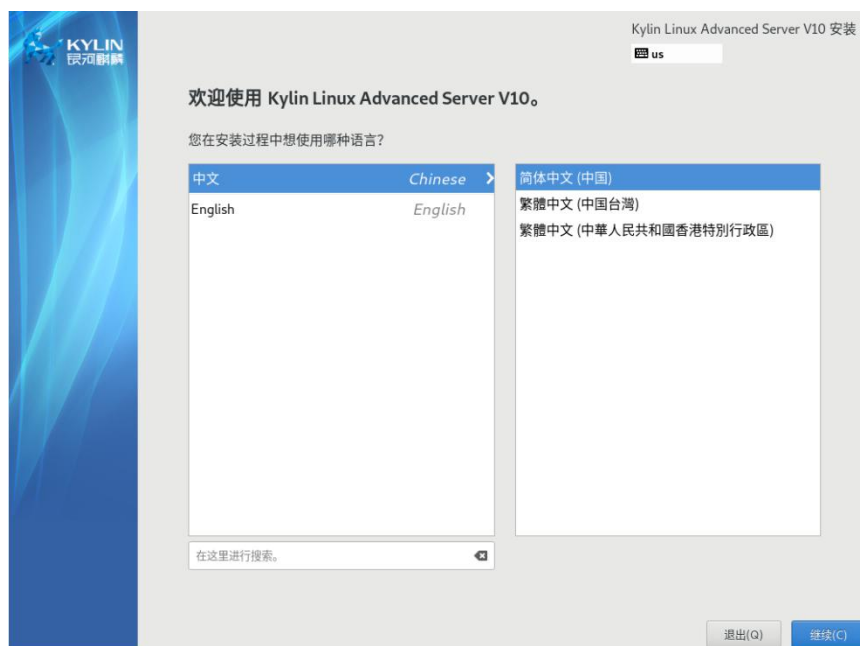 KYLIN
银河麒麟
Kylin Linux Advanced Server V10 安装
us
欢迎使用 Kylin Linux Advanced Server V10。
您在安装过程中想使用哪种语言?
中文 Chinese
English English
简体中文 (中国)
繁體中文 (中国台灣)
繁體中文 (中華人民共和國香港特別行政區)
在这里进行搜索。
退出(Q)
继续(C)